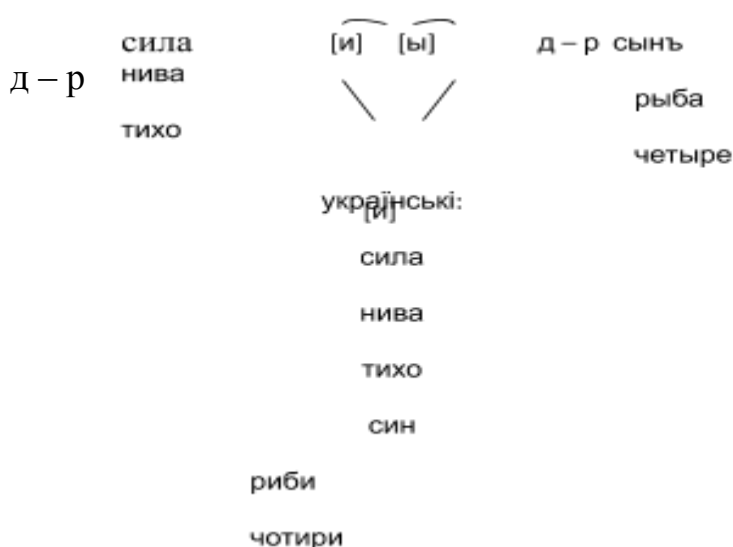 сила [и] [ы] д – р сынъ
д – р нива
рыба
тихо
четыре
українські:
[и]
сила
нива
тихо
син
риби
чотири